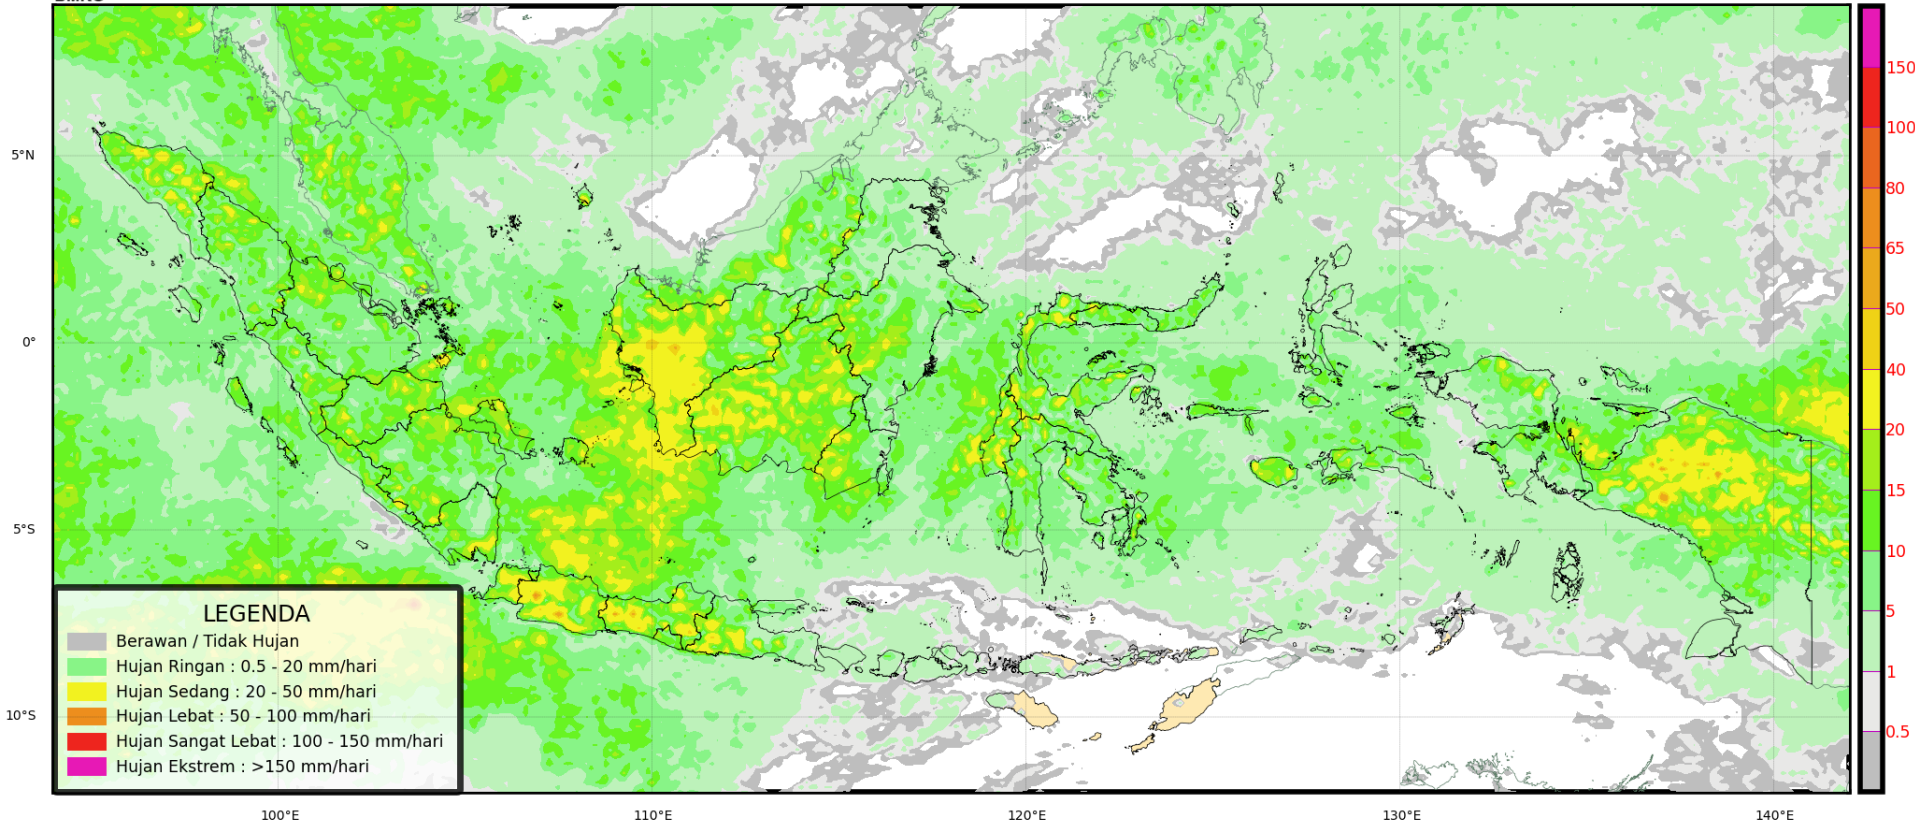 5°N
0°
5°S
10°S
LEGENDA
Berawan / Tidak Hujan
Hujan Ringan : 0.5 - 20 mm/hari
Hujan Sedang : 20 - 50 mm/hari
Hujan Lebat : 50 - 100 mm/hari
Hujan Sangat Lebat : 100 - 150 mm/hari
Hujan Ekstrem : >150 mm/hari
100°E
110°E
120°E
130°E
140°E
150
100
80
65
50
40
20
15
10
5
1
0.5